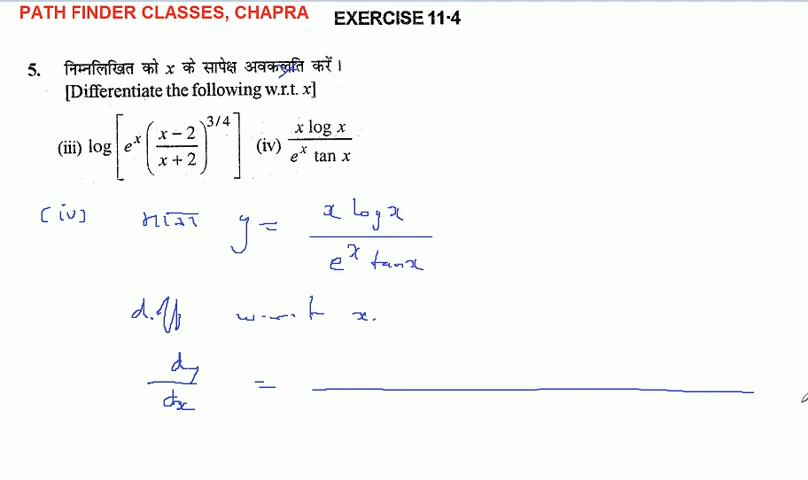 PATH FINDER CLASSES, CHAPRA EXERCISE 11·4
5. निम्नलिखित को x के सापेक्ष अवकलित करें।
[Differentiate the following w.r.t. x]
(iii) log [e^x ((x − 2)/(x + 2))^3/4] (iv) (x log x)/(e^x tan x)
(iv) माना y = (x log x)/(e^x tan x)
diff w.r.t x.
dy/dx =